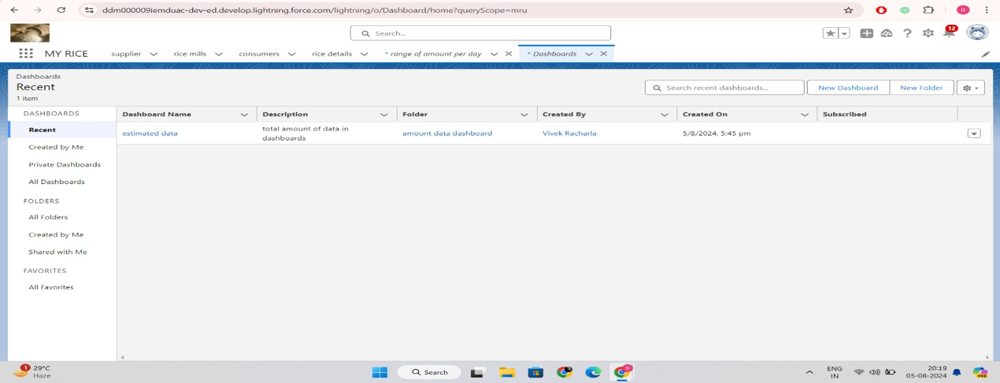 ddm000009iemduac-dev-ed.develop.lightning.force.com/lightning/o/Dashboard/home?queryScope=mru
R
Search...
12
MY RICE
supplier
rice mills
consumers
rice details
* range of amount per day
* Dashboards
Dashboards
Recent
1 item
Search recent dashboards...
New Dashboard
New Folder
DASHBOARDS
Recent
Created by Me
Private Dashboards
All Dashboards
FOLDERS
All Folders
Created by Me
Shared with Me
FAVORITES
All Favorites
Dashboard Name
Description
Folder
Created By
Created On
Subscribed
estimated data
total amount of data in
dashboards
amount data dashboard
Vivek Racharla
5/8/2024, 5:45 pm
1
29°C
Haze
Search
R
ENG
IN
20:19
05-08-2024
PRE